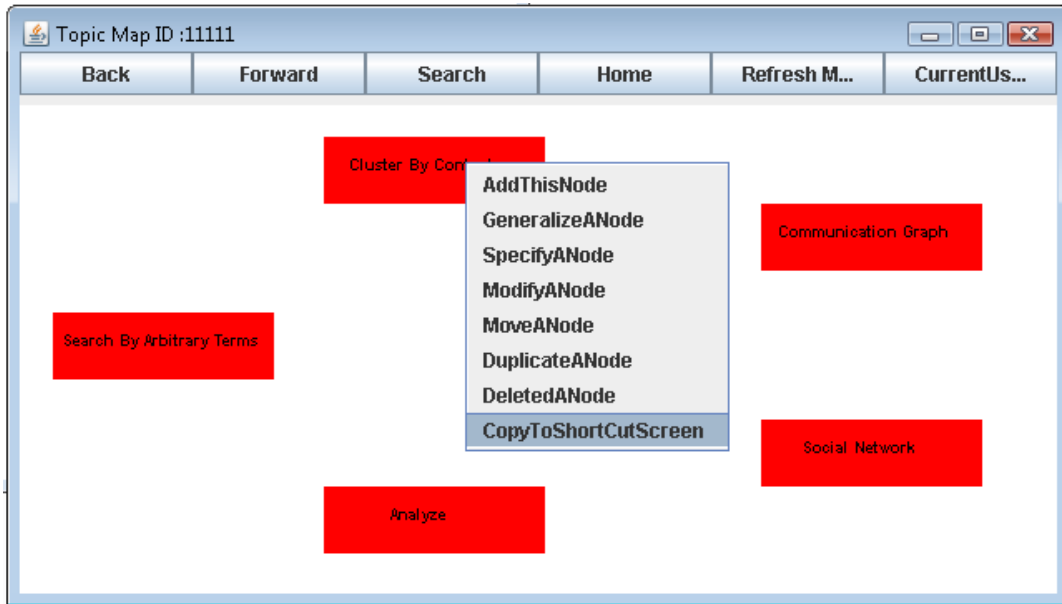 Topic Map ID :11111
Back Forward Search Home Refresh M... CurrentUs...
Cluster By
AddThisNode
GeneralizeANode
SpecifyANode
ModifyANode
MoveANode
DuplicateANode
DeletedANode
CopyToShortCutScreen
Communication Graph
Search By Arbitrary Terms
Social Network
Analyze